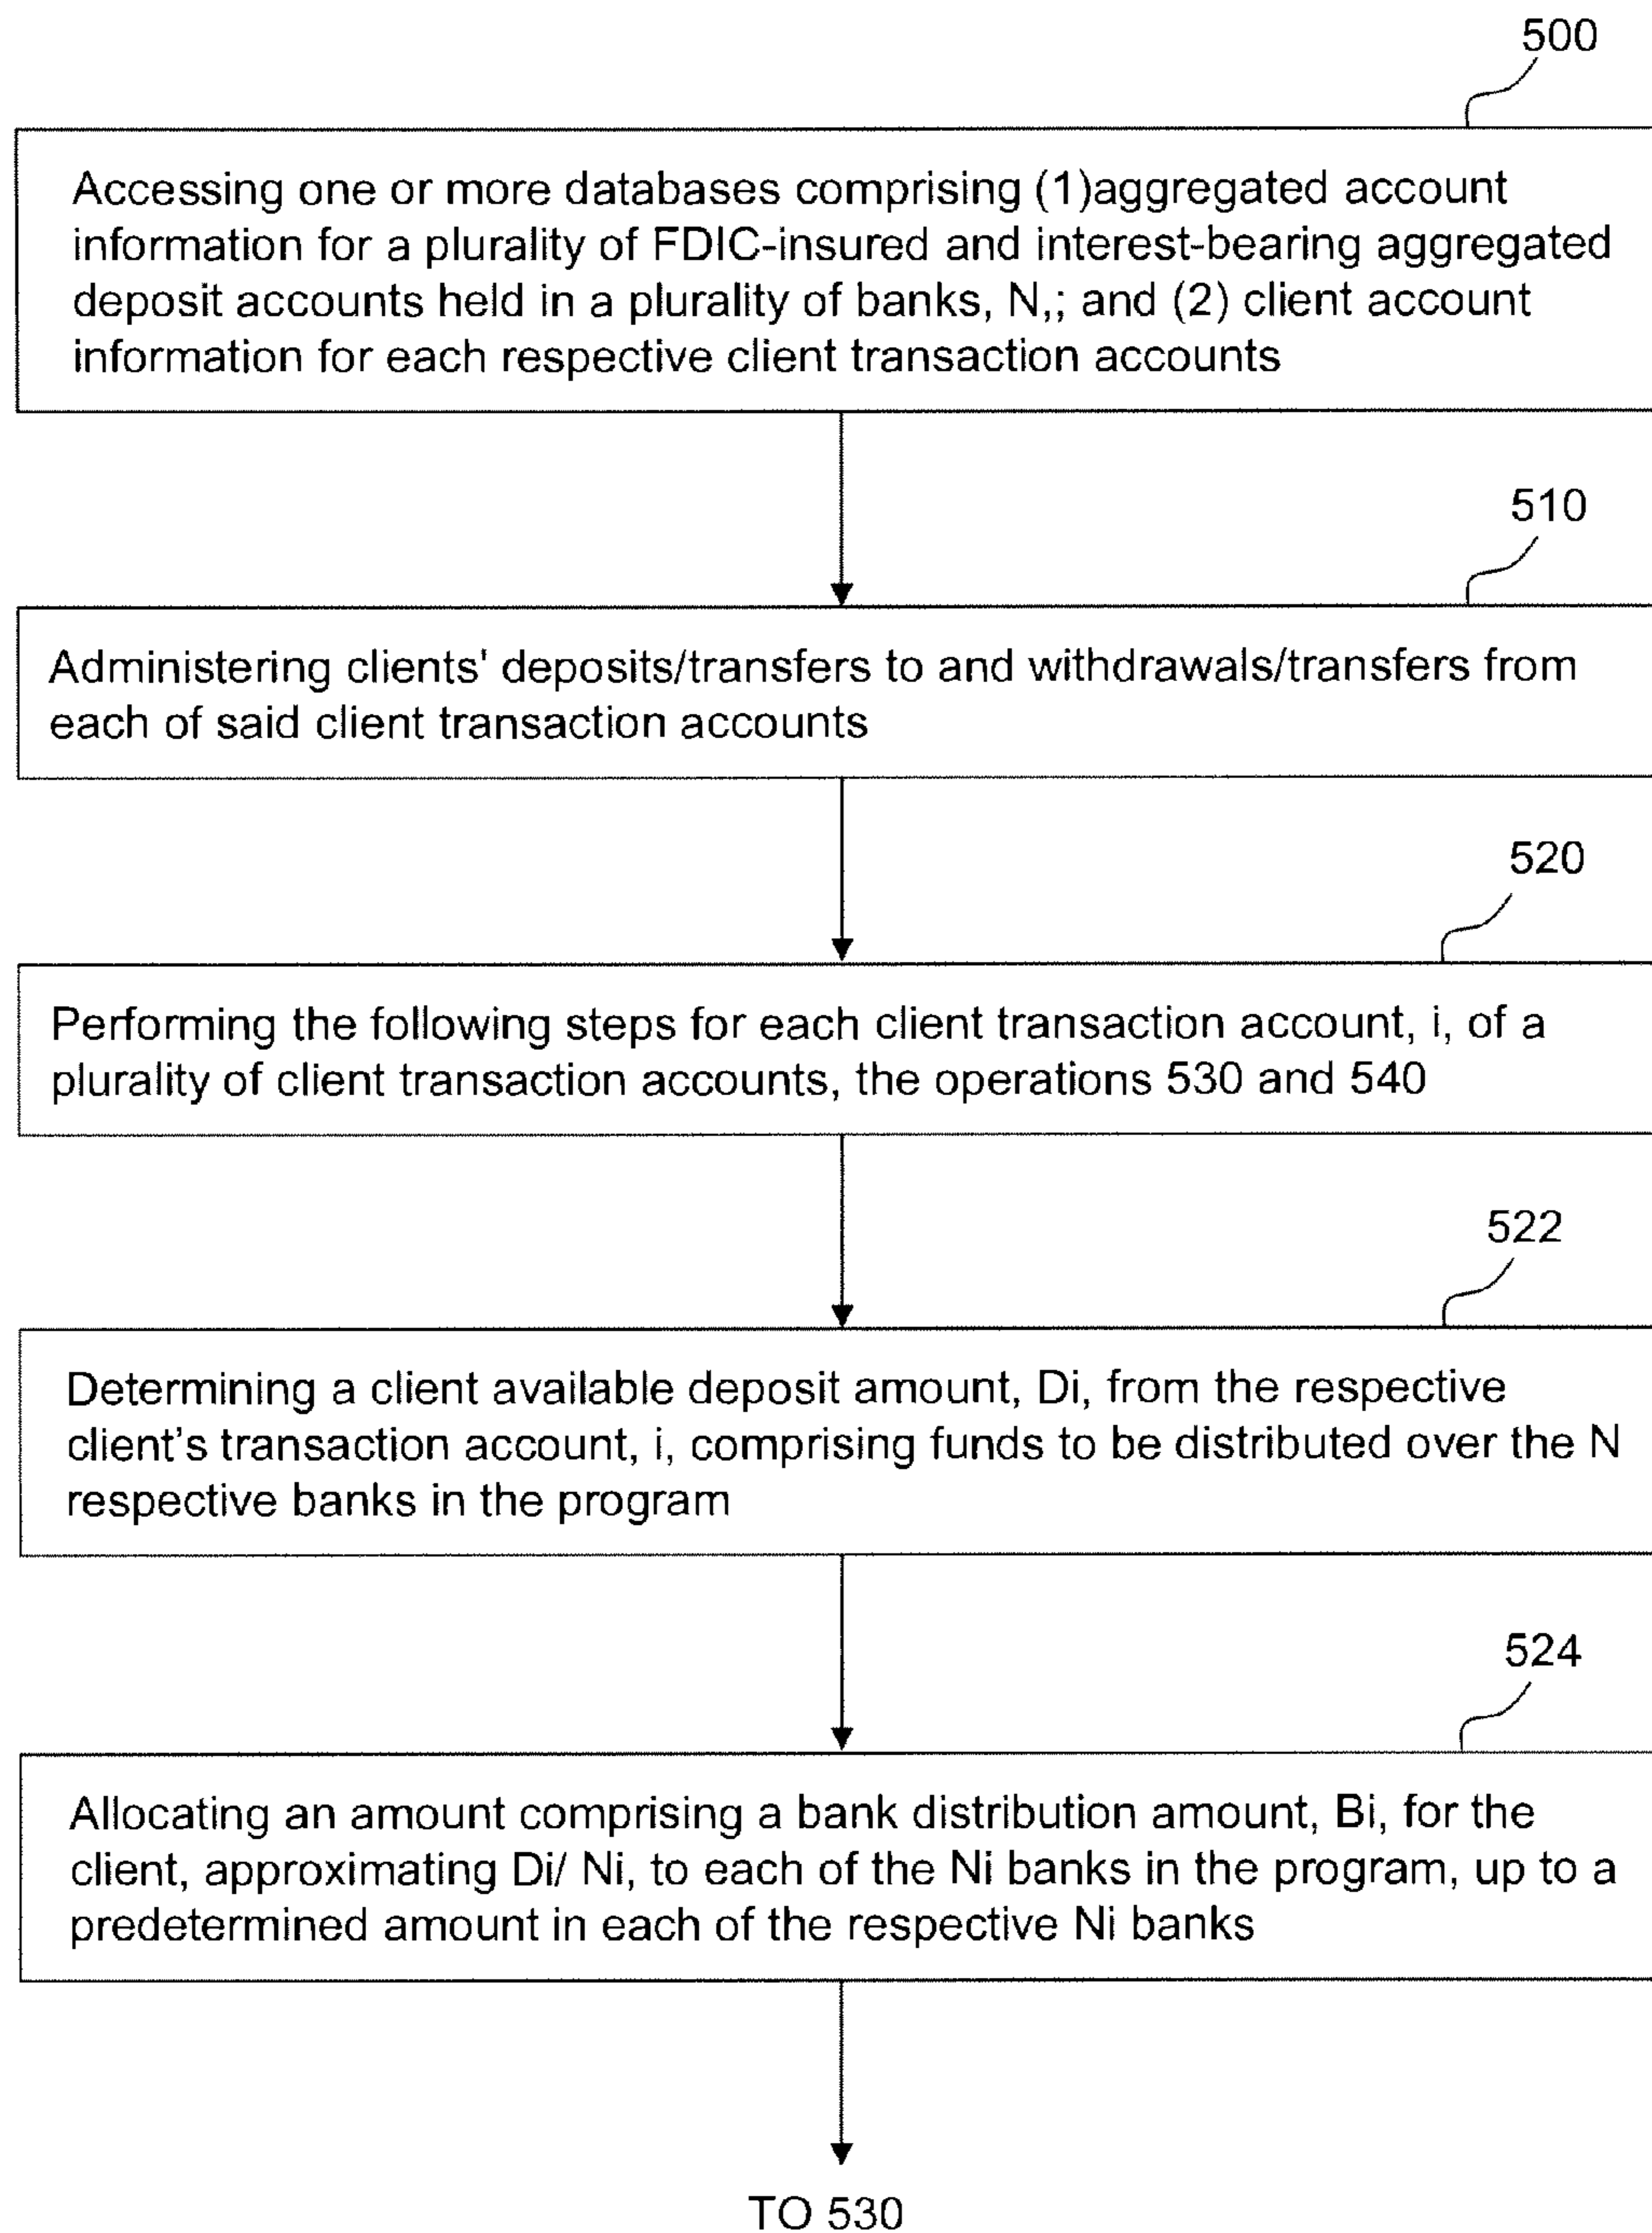 500
Accessing one or more databases comprising (1)aggregated account
information for a plurality of FDIC-insured and interest-bearing aggregated
deposit accounts held in a plurality of banks, N,; and (2) client account
information for each respective client transaction accounts
510
Administering clients' deposits/transfers to and withdrawals/transfers from
each of said client transaction accounts
520
Performing the following steps for each client transaction account, i, of a
plurality of client transaction accounts, the operations 530 and 540
522
Determining a client available deposit amount, Di, from the respective
client’s transaction account, i, comprising funds to be distributed over the N
respective banks in the program
524
Allocating an amount comprising a bank distribution amount, Bi, for the
client, approximating Di/ Ni, to each of the Ni banks in the program, up to a
predetermined amount in each of the respective Ni banks
TO 530